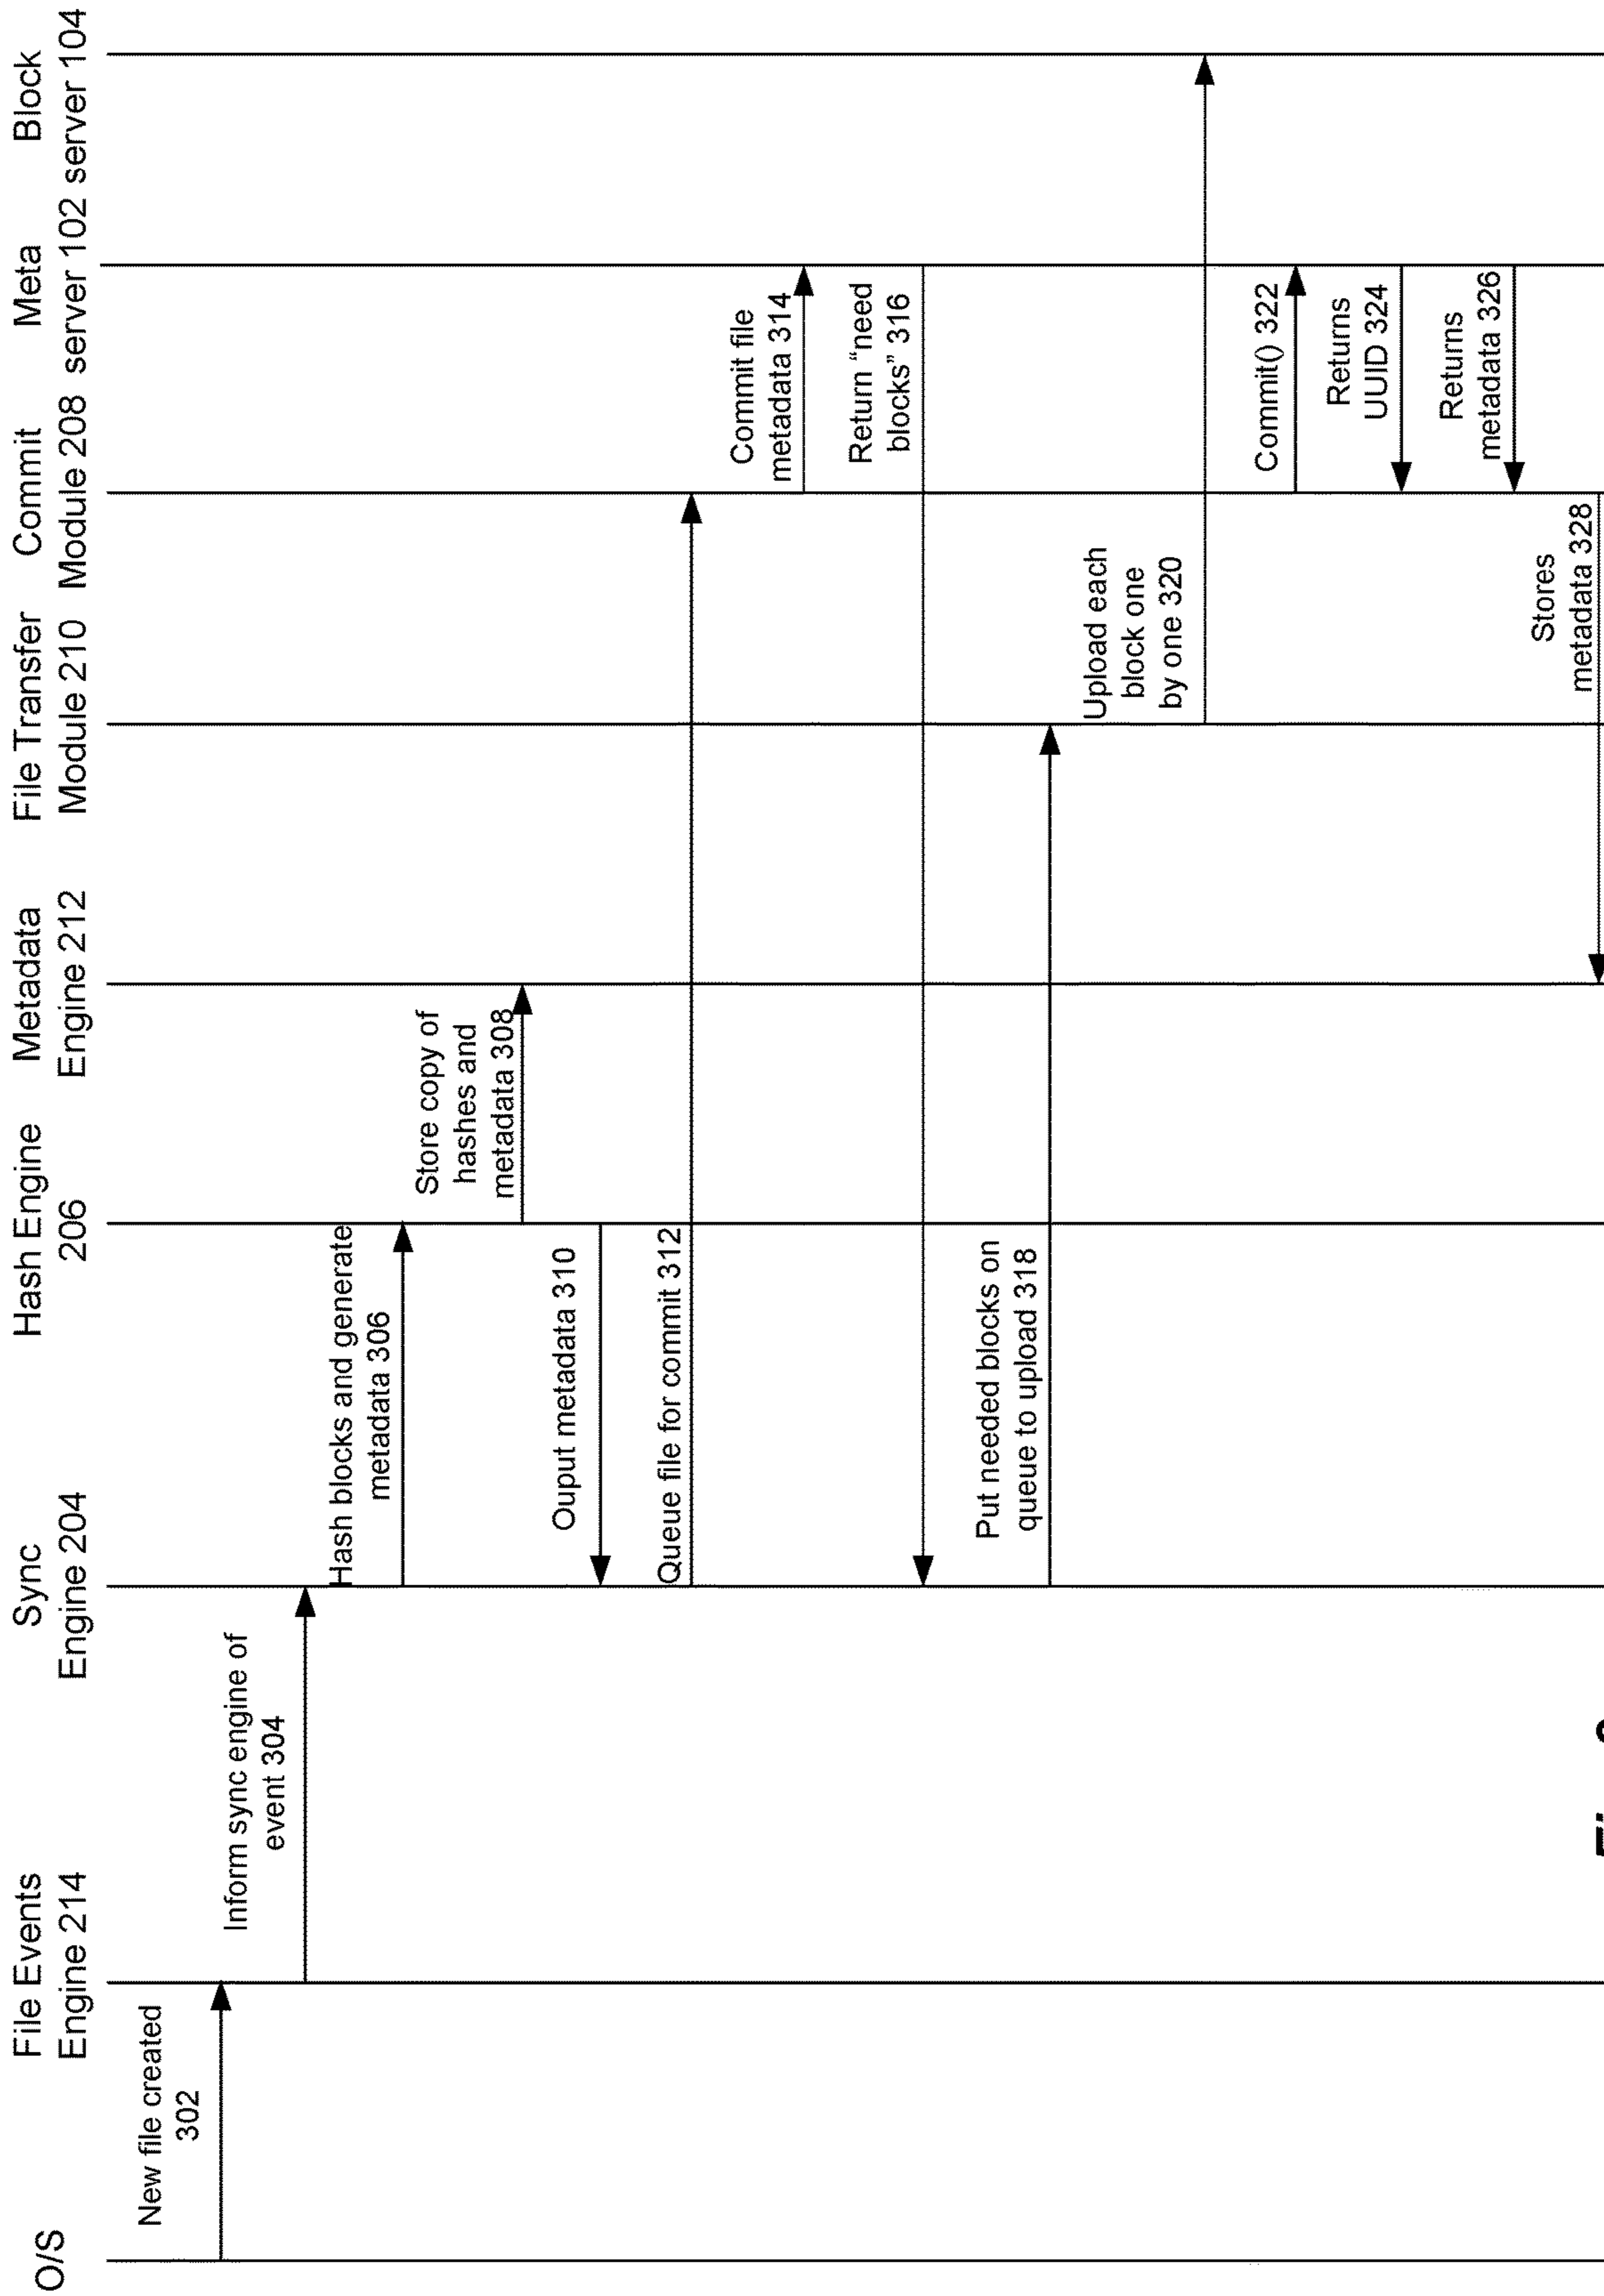 O/S
File Events
Engine 214
Sync
Engine 204
Hash Engine
206
Metadata
Engine 212
File Transfer
Module 210
Commit
Module 208
Meta
server 102
Block
server 104
New file created
302
Inform sync engine of
event 304
Hash blocks and generate
metadata 306
Store copy of
hashes and
metadata 308
Ouput metadata 310
Queue file for commit 312
Commit file
metadata 314
Return “need
blocks” 316
Put needed blocks on
queue to upload 318
Upload each
block one
by one 320
Commit() 322
Returns
UUID 324
Returns
metadata 326
Stores
metadata 328